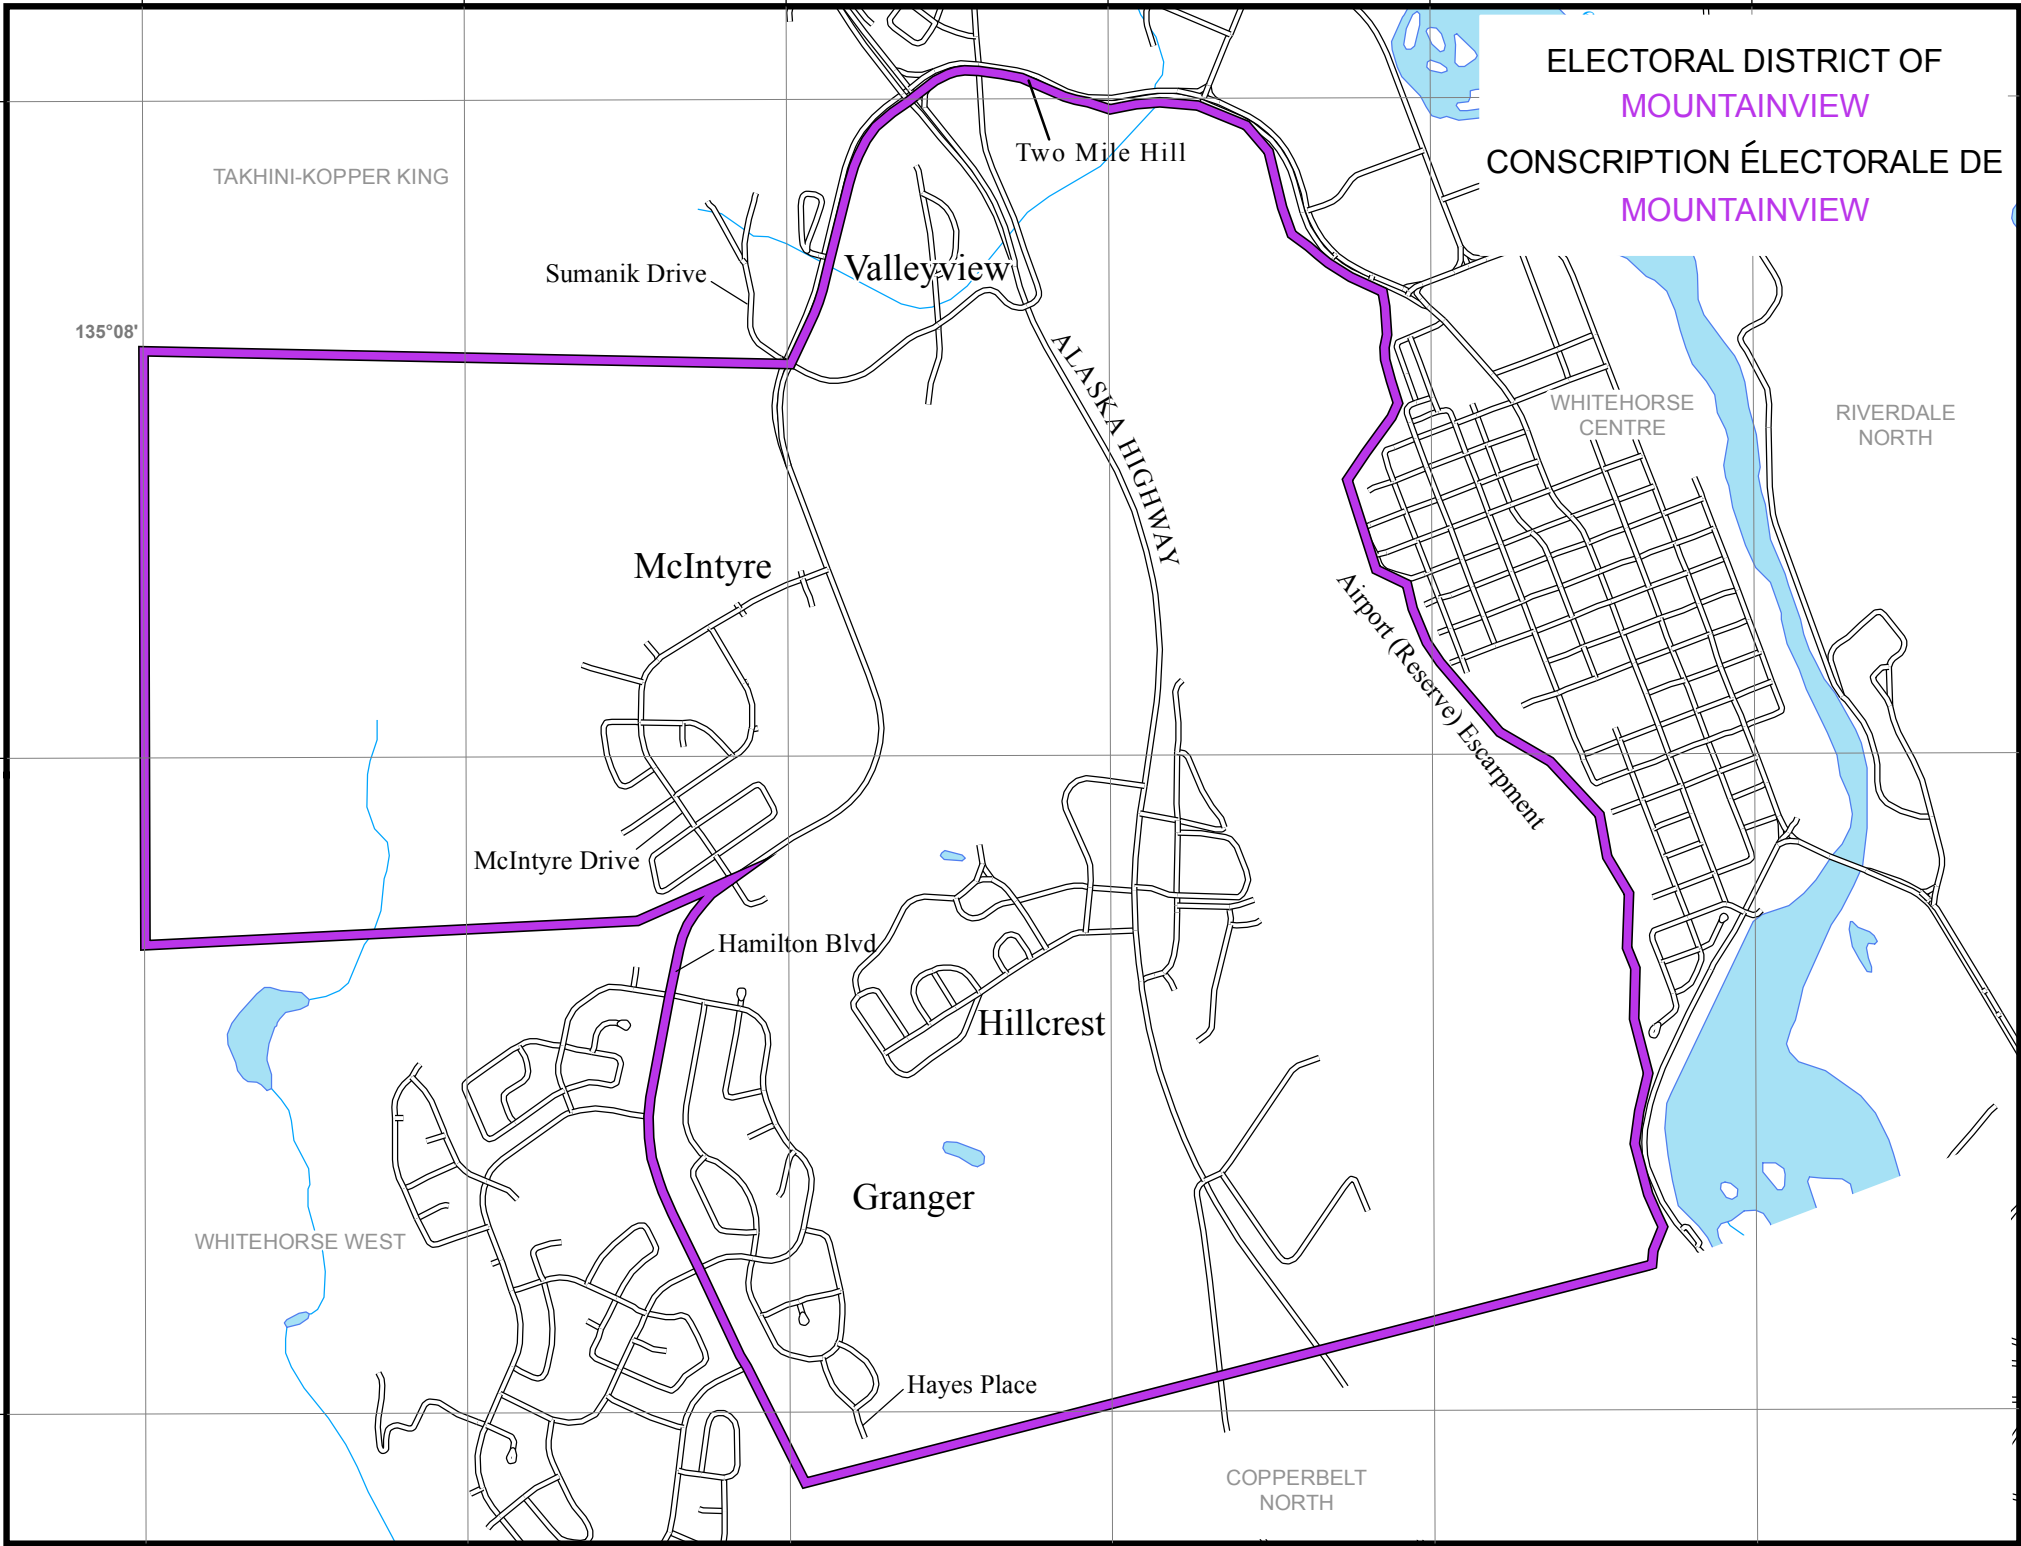 ELECTORAL DISTRICT OF
MOUNTAINVIEW
CONSCRIPTION ÉLECTORALE DE
MOUNTAINVIEW
Two Mile Hill
TAKHINI-KOPPER KING
Sumanik Drive
Valleyview
135°08'
ALASKA HIGHWAY
WHITEHORSE
CENTRE
RIVERDALE
NORTH
McIntyre
Airport (Reserve) Escarpment
McIntyre Drive
Hamilton Blvd
Hillcrest
Granger
WHITEHORSE WEST
Hayes Place
COPPERBELT
NORTH